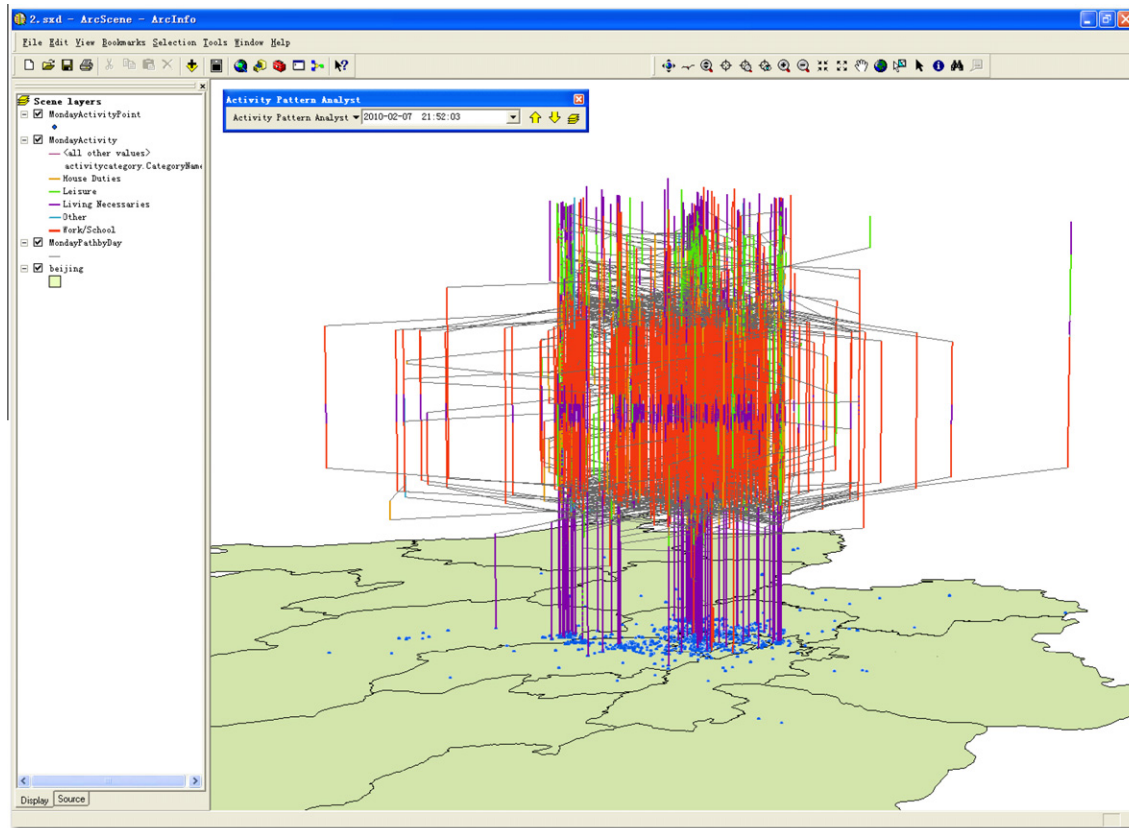 2.sxd - ArcScene - ArcInfo
File Edit View Bookmarks Selection Tools Window Help
Scene layers
MondayActivityPoint
MondayActivity
<all other values>
activitycategory.CategoryName
House Duties
Leisure
Living Necessaries
Other
Work/School
MondayPathbyDay
beijing
Activity Pattern Analyst
Activity Pattern Analyst 2010-02-07 21:52:03
Display Source